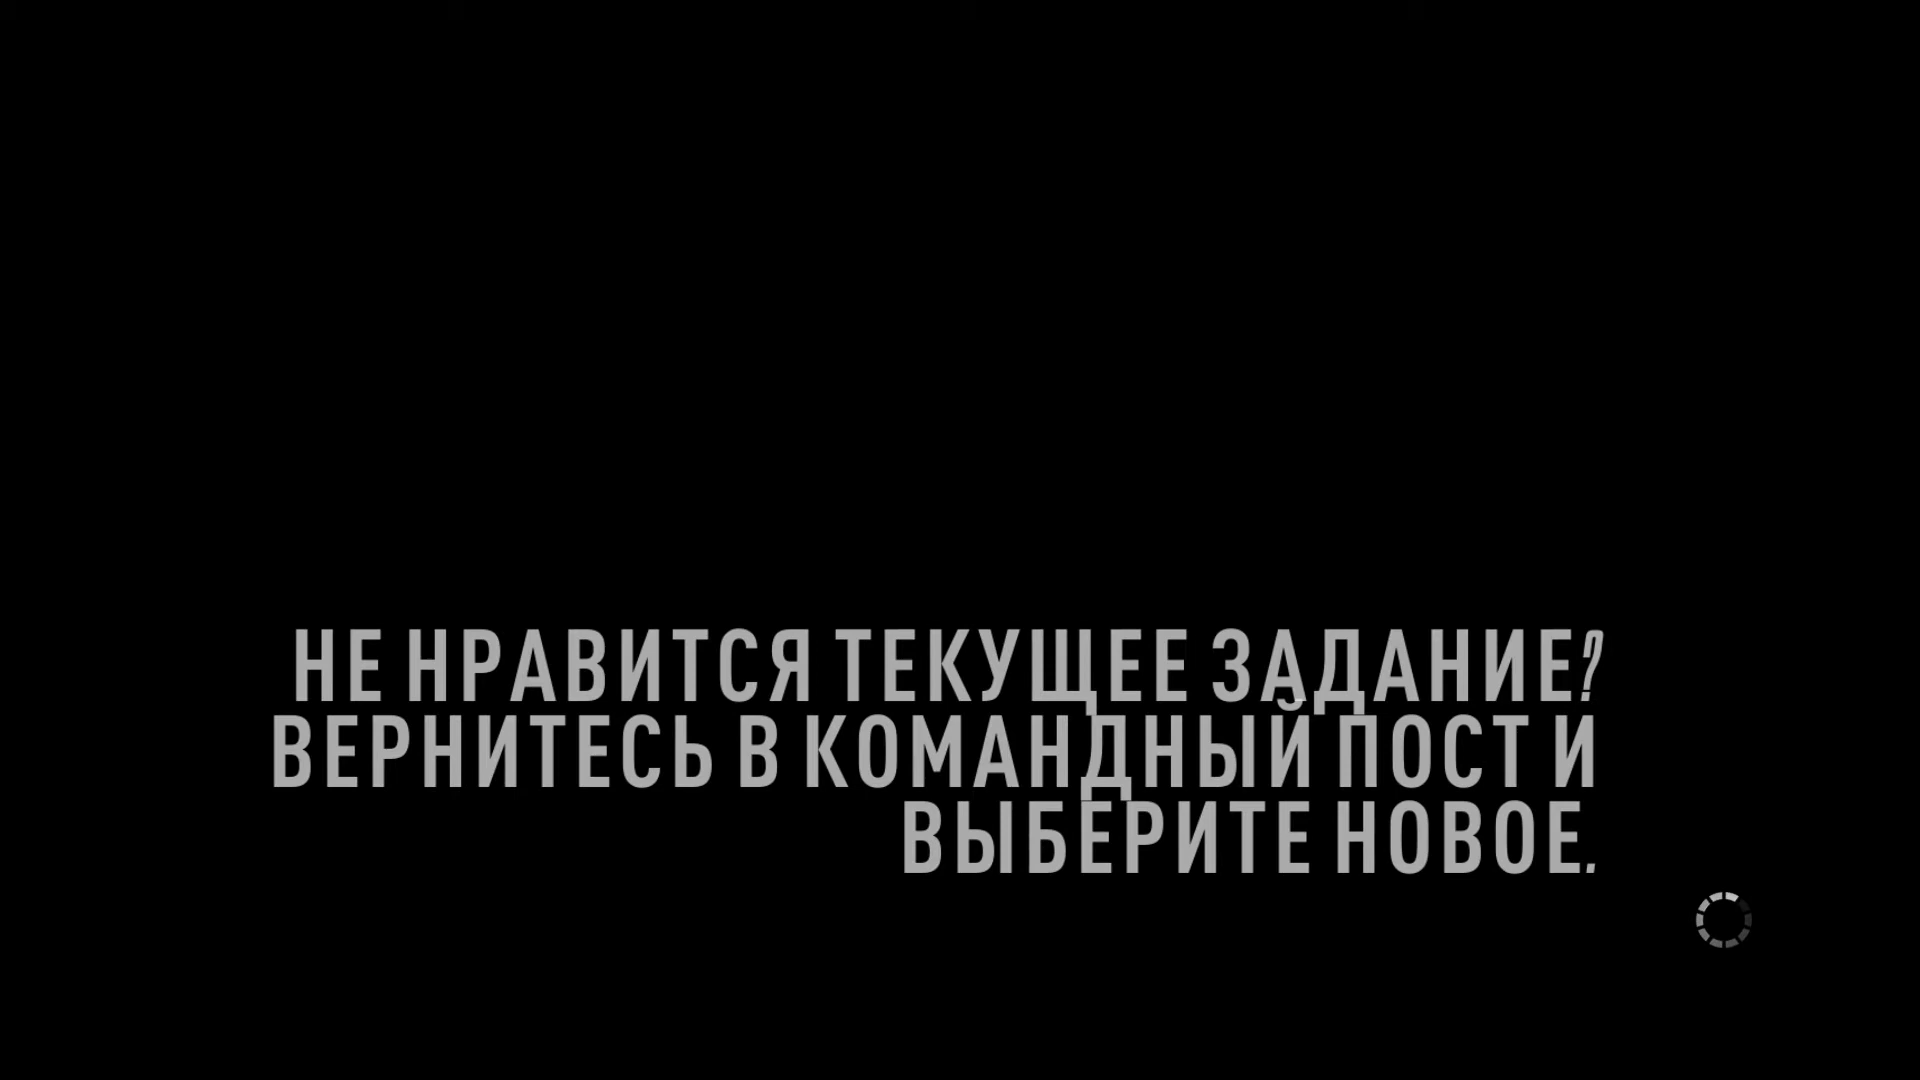 НЕ НРАВИТСЯ ТЕКУЩЕЕ ЗАДАНИЕ?
ВЕРНИТЕСЬ В КОМАНДНЫЙ ПОСТ И
ВЫБЕРИТЕ НОВОЕ.